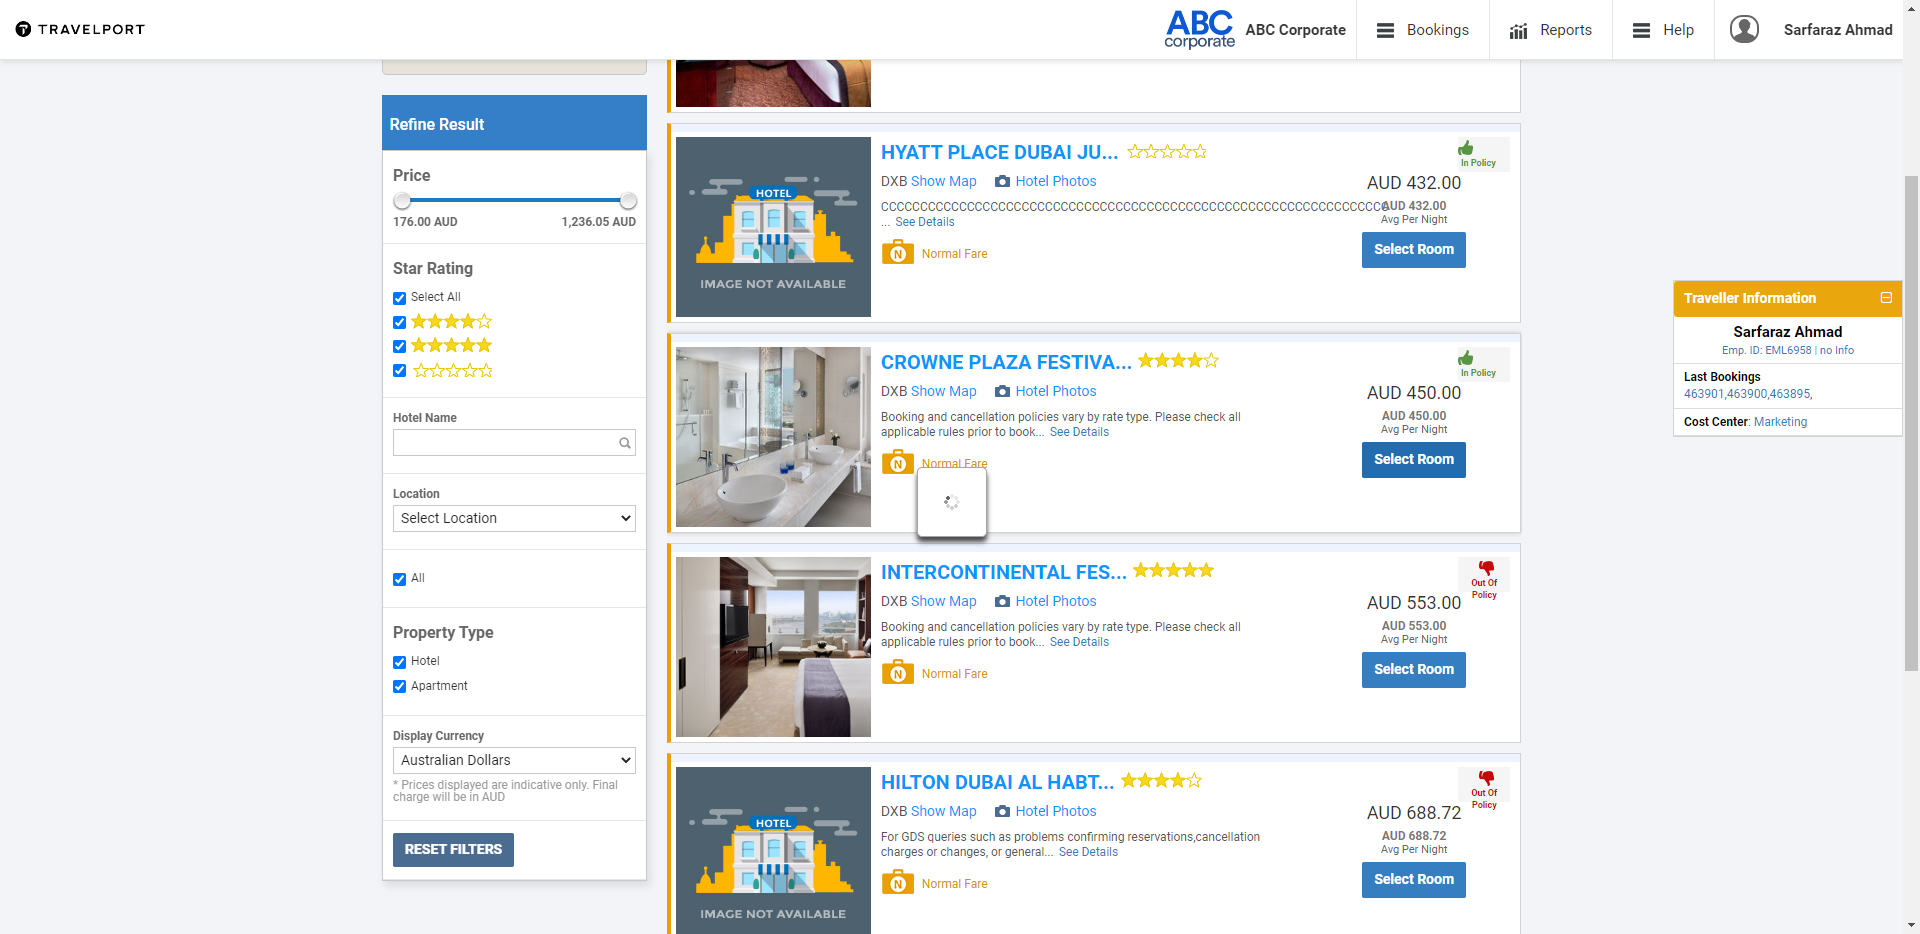 TRAVELPORT
ABC
corporate
ABC Corporate
Bookings
Reports
Help
Sarfaraz Ahmad
Refine Result
Price
176.00 AUD
1,236.05 AUD
Star Rating
Select All
Hotel Name
Location
Select Location
All
Property Type
Hotel
Apartment
Display Currency
Australian Dollars
* Prices displayed are indicative only. Final
charge will be in AUD
RESET FILTERS
HOTEL
IMAGE NOT AVAILABLE
HYATT PLACE DUBAI JU...
DXB Show Map Hotel Photos
... See Details
N Normal Fare
In Policy
AUD 432.00
AUD 432.00
Avg Per Night
Select Room
CROWNE PLAZA FESTIVA...
DXB Show Map Hotel Photos
Booking and cancellation policies vary by rate type. Please check all
applicable rules prior to book... See Details
N Normal Fare
In Policy
AUD 450.00
AUD 450.00
Avg Per Night
Select Room
INTERCONTINENTAL FES...
DXB Show Map Hotel Photos
Booking and cancellation policies vary by rate type. Please check all
applicable rules prior to book... See Details
N Normal Fare
Out Of
Policy
AUD 553.00
AUD 553.00
Avg Per Night
Select Room
HOTEL
IMAGE NOT AVAILABLE
HILTON DUBAI AL HABT...
DXB Show Map Hotel Photos
For GDS queries such as problems confirming reservations,cancellation
charges or changes, or general... See Details
N Normal Fare
Out Of
Policy
AUD 688.72
AUD 688.72
Avg Per Night
Select Room
Traveller Information
Sarfaraz Ahmad
Emp. ID: EML6958 | no Info
Last Bookings
463901,463900,463895,
Cost Center: Marketing